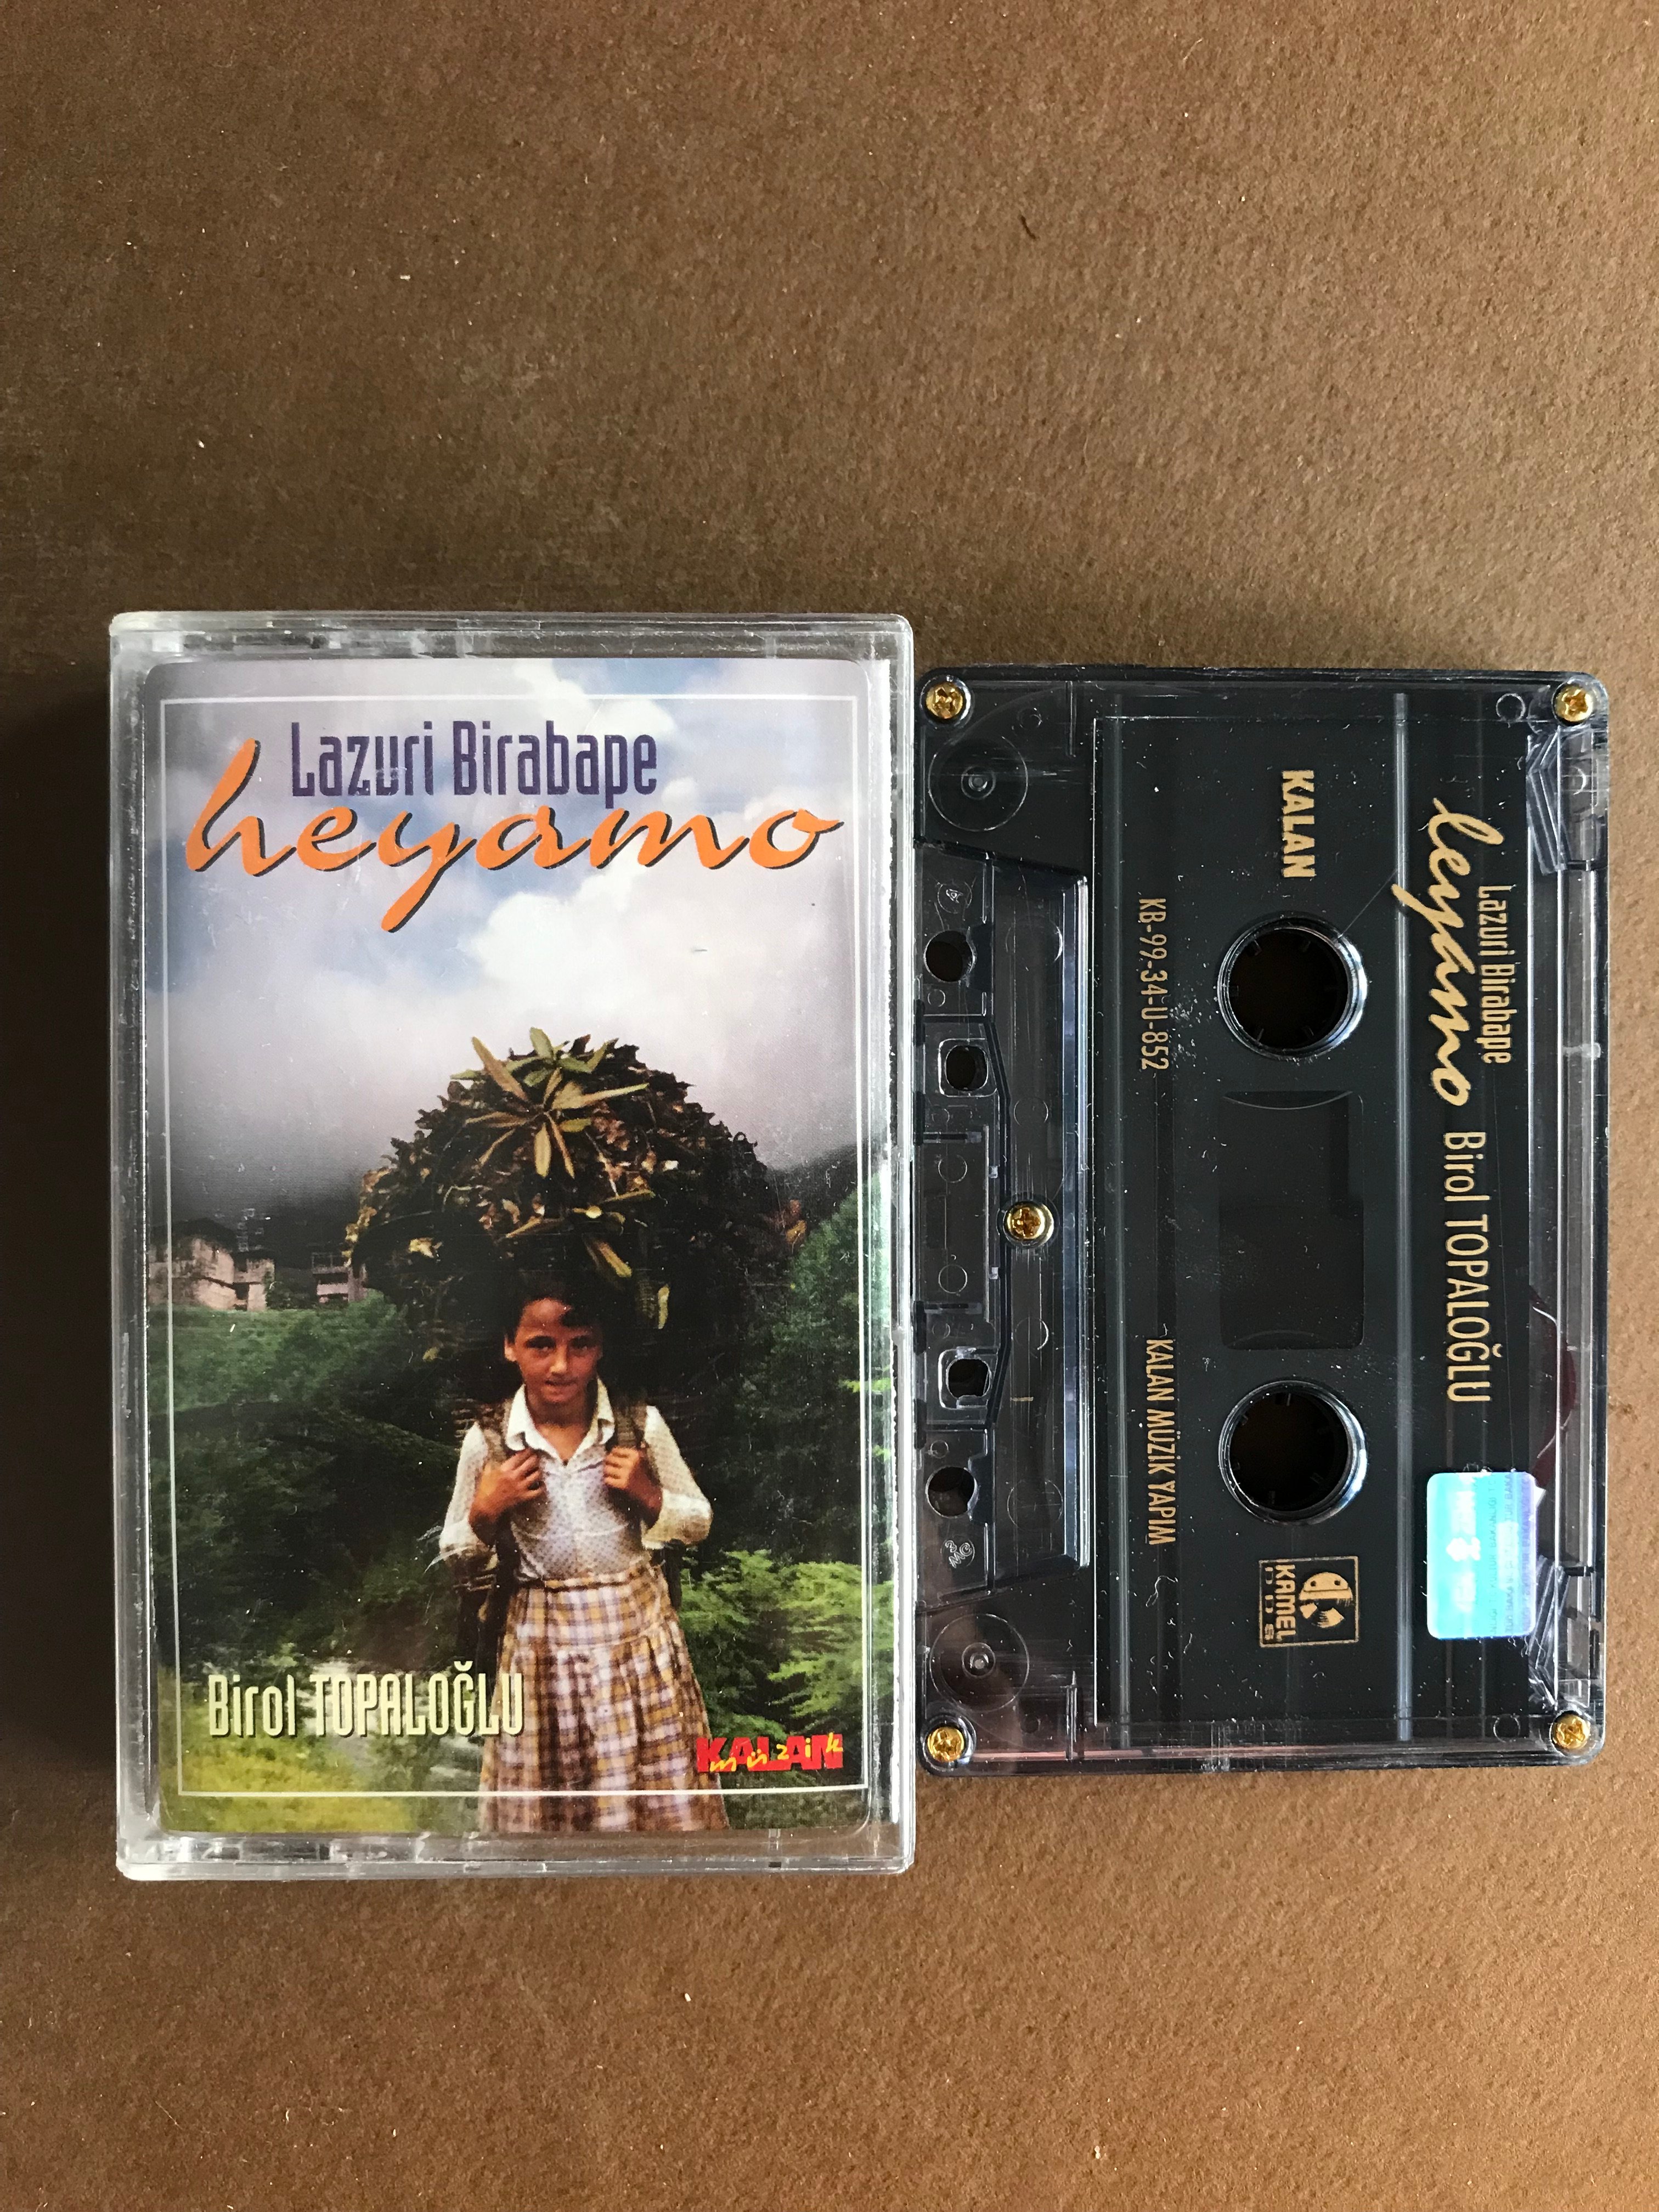 Lazuri Birabape
heyamo
Birol TOPALOĞLU
KALAN
müzik
Lazuri Birabape
heyamo Birol TOPALOĞLU
KALAN
KAMEL
DDS
KB-99-34-U-852
KALAN MÜZİK YAPIM
A